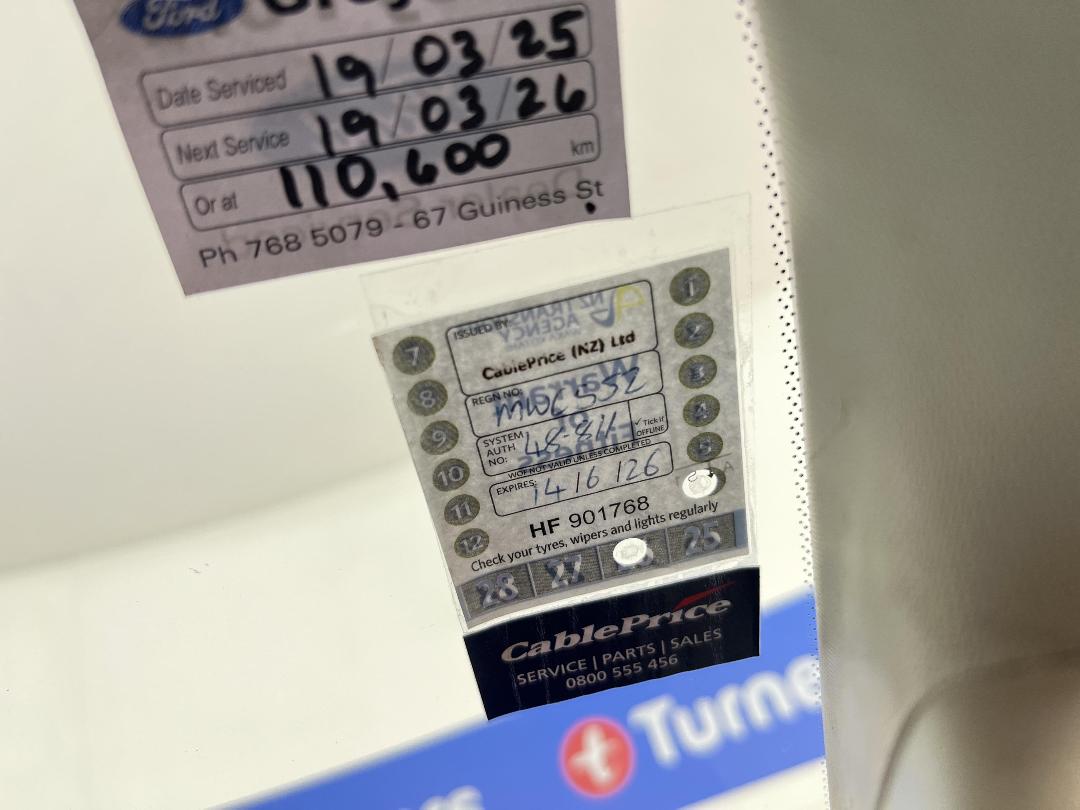 Ford
Date Serviced 19/03/25
Next Service 19/03/26
Or at 110,600 km
Ph 768 5079 - 67 Guiness St
ISSUED BY
NZ TRANSPORT
AGENCY
CablePrice (NZ) Ltd
Warrant
of
Fitness
REGN NO:
SYSTEM AUTH NO:
✓ Tick if OFFLINE
WOF NOT VALID UNLESS COMPLETED
EXPIRES: 14/6/26
HF 901768
Check your tyres, wipers and lights regularly
7
8
9
10
11
12
1
2
3
4
5
28 27 25
CablePrice
SERVICE | PARTS | SALES
0800 555 456
t Turne